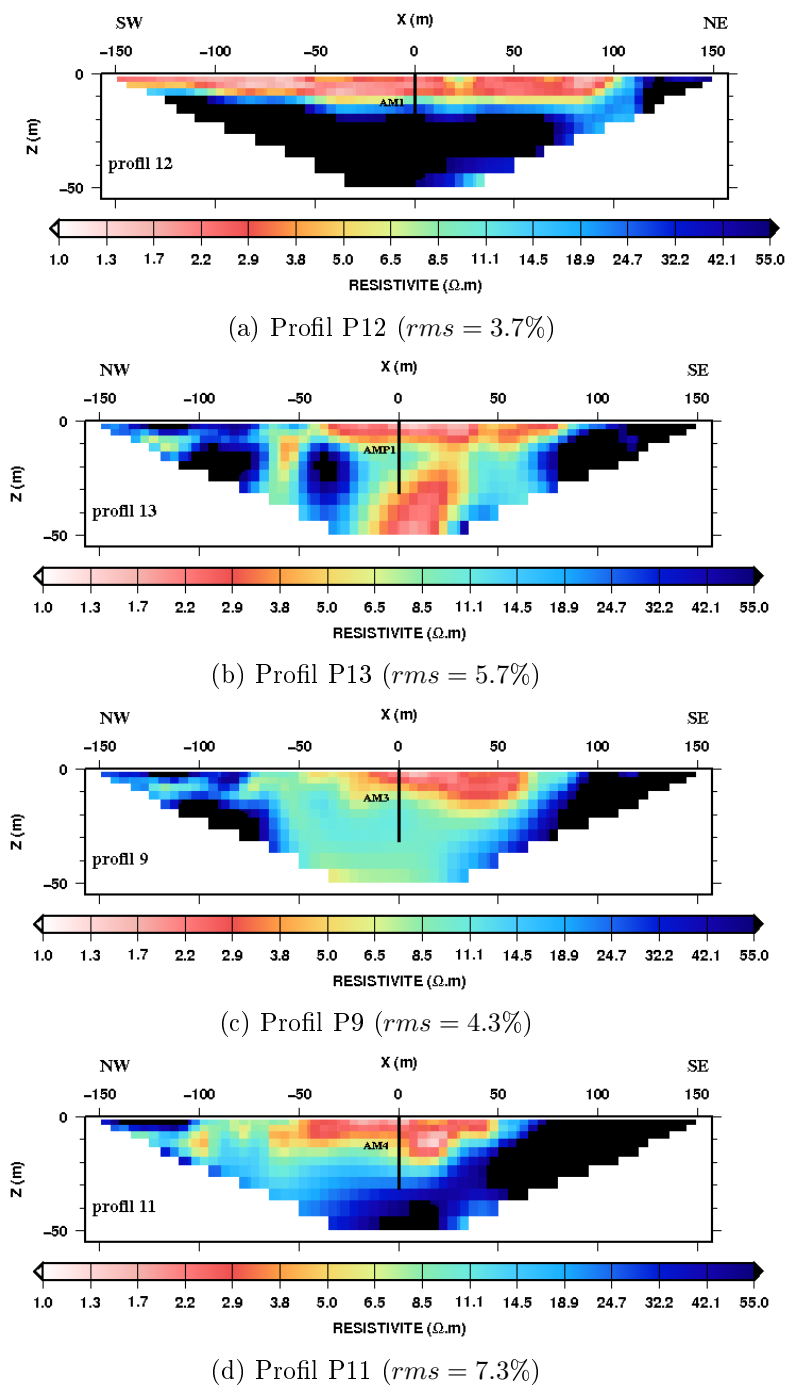 SW X (m) NE
−150 −100 −50 0 50 100 150
0
−50
Z (m)
AM1
profil 12
1.0 1.3 1.7 2.2 2.9 3.8 5.0 6.5 8.5 11.1 14.5 18.9 24.7 32.2 42.1 55.0
RESISTIVITE (Ω.m)
(a) Profil P12 (rms = 3.7%)
NW X (m) SE
−150 −100 −50 0 50 100 150
0
−50
Z (m)
AMP1
profil 13
1.0 1.3 1.7 2.2 2.9 3.8 5.0 6.5 8.5 11.1 14.5 18.9 24.7 32.2 42.1 55.0
RESISTIVITE (Ω.m)
(b) Profil P13 (rms = 5.7%)
NW X (m) SE
−150 −100 −50 0 50 100 150
0
−50
Z (m)
AM3
profil 9
1.0 1.3 1.7 2.2 2.9 3.8 5.0 6.5 8.5 11.1 14.5 18.9 24.7 32.2 42.1 55.0
RESISTIVITE (Ω.m)
(c) Profil P9 (rms = 4.3%)
NW X (m) SE
−150 −100 −50 0 50 100 150
0
−50
Z (m)
AM4
profil 11
1.0 1.3 1.7 2.2 2.9 3.8 5.0 6.5 8.5 11.1 14.5 18.9 24.7 32.2 42.1 55.0
RESISTIVITE (Ω.m)
(d) Profil P11 (rms = 7.3%)